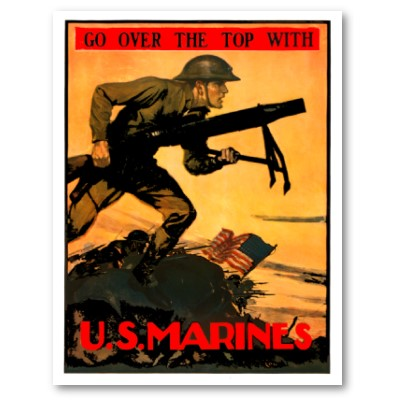 GO OVER THE TOP WITH
U.S. MARINES